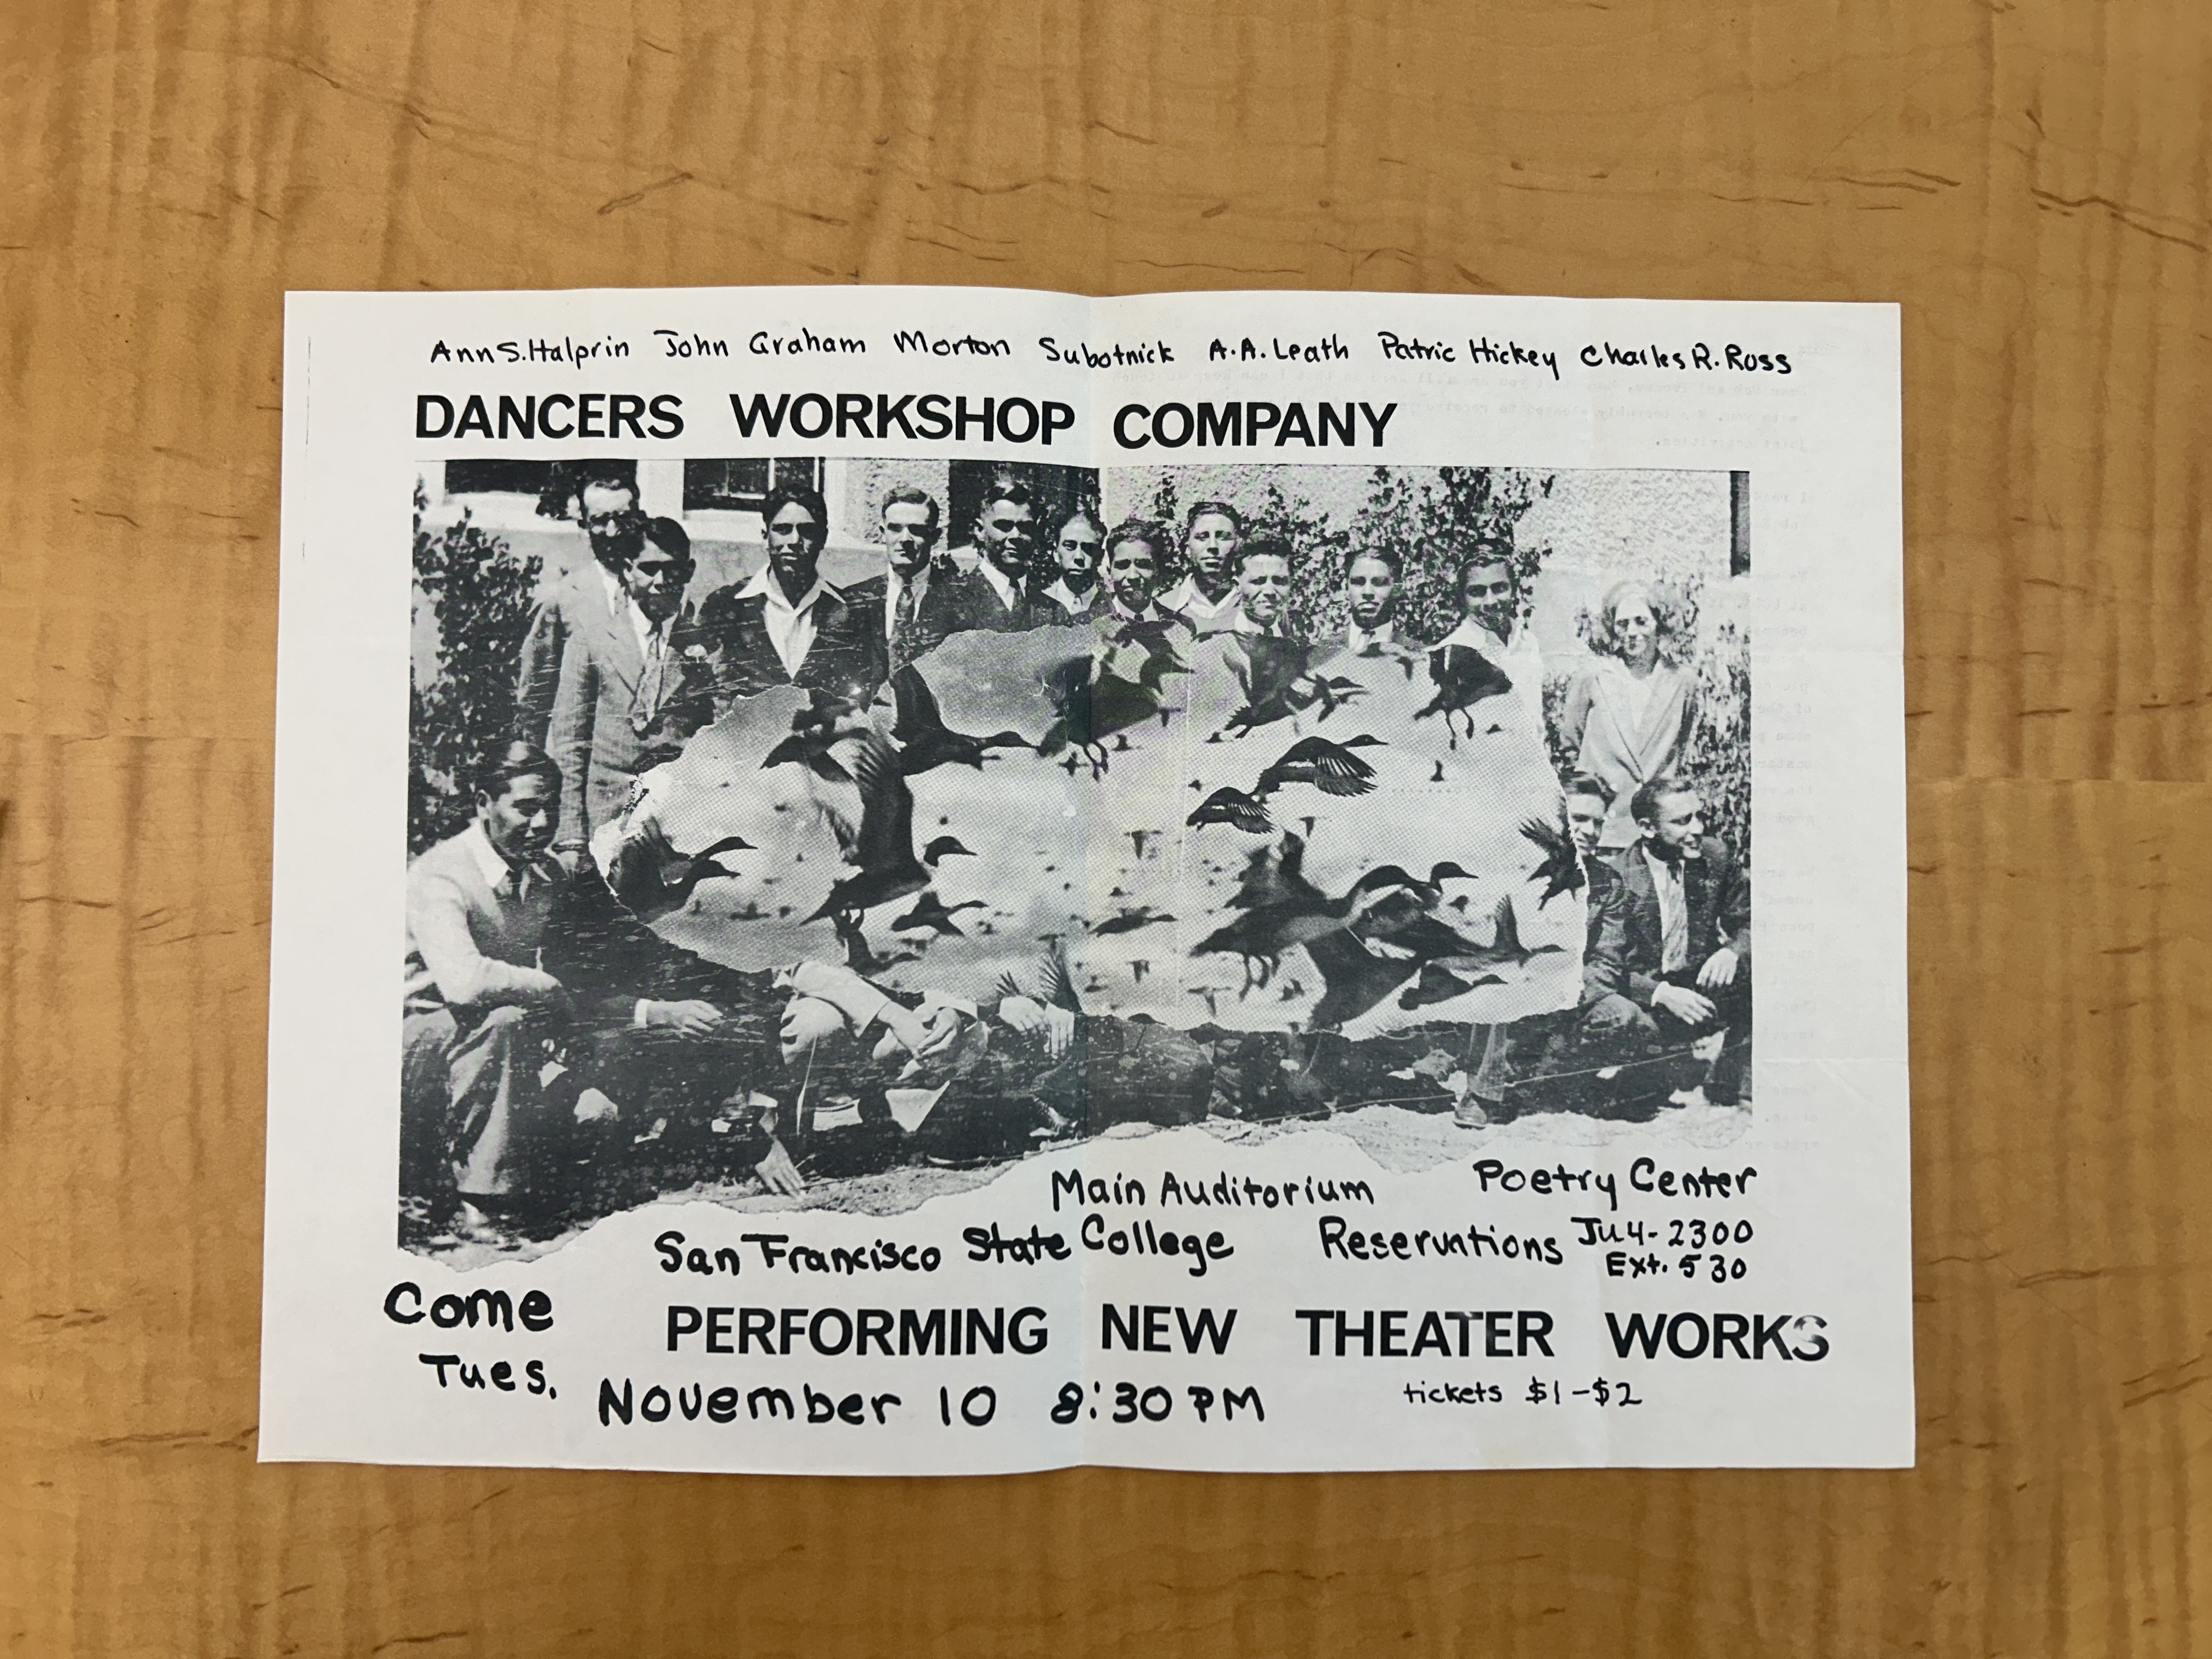 Ann S. Halprin John Graham Morton Subotnick A.A. Leath Patric Hickey Charles R. Ross
DANCERS WORKSHOP COMPANY
Main Auditorium
Poetry Center
San Francisco State College
Reservations Ju 4-2300
Ext. 530
Come
Tues.
PERFORMING NEW THEATER WORKS
November 10 8:30 PM
tickets $1-$2